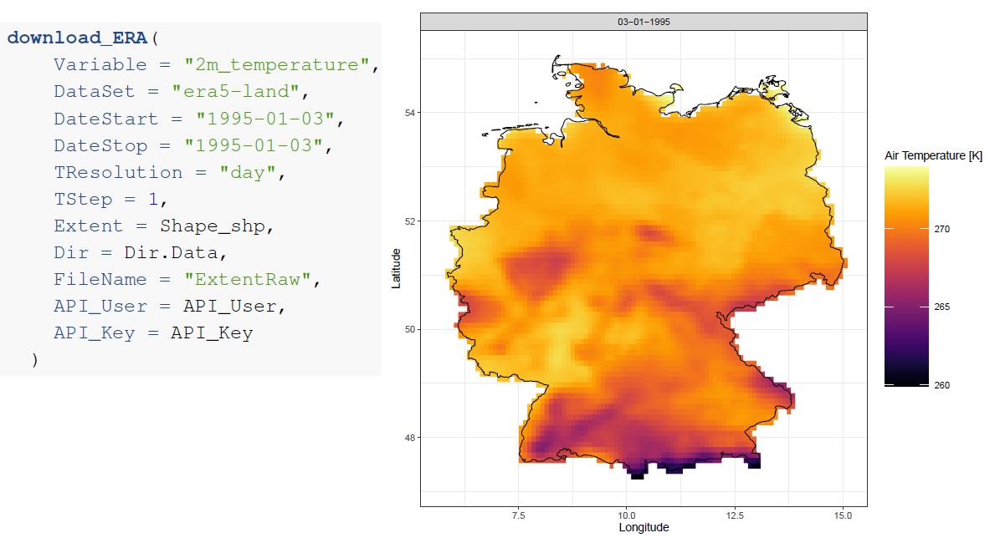 download_ERA(
Variable = "2m_temperature",
DataSet = "era5-land",
DateStart = "1995-01-03",
DateStop = "1995-01-03",
TResolution = "day",
TStep = 1,
Extent = Shape_shp,
Dir = Dir.Data,
FileName = "ExtentRaw",
API_User = API_User,
API_Key = API_Key
)
03-01-1995
54
52
50
48
Latitude
7.5
10.0
12.5
15.0
Longitude
Air Temperature [K]
270
265
260